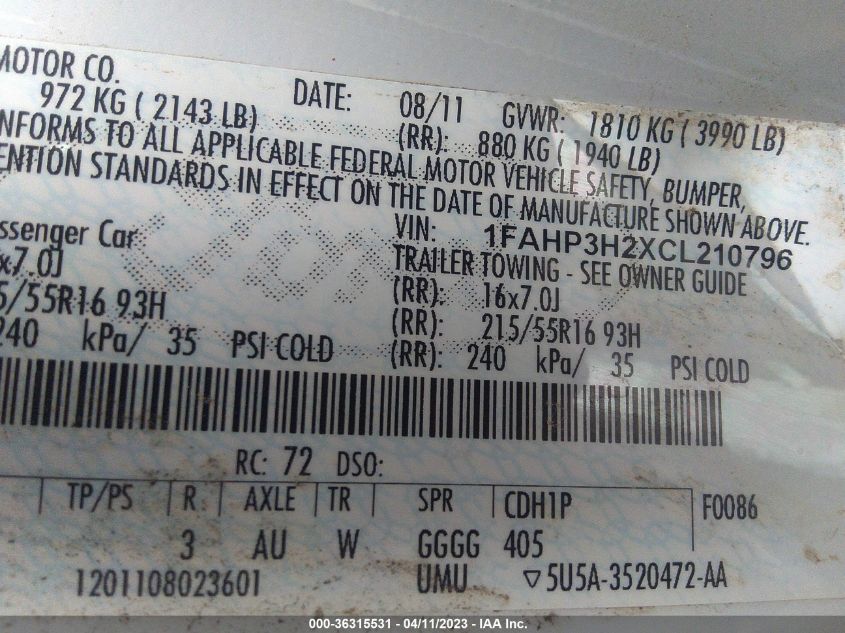 MOTOR CO. DATE: 08/11 GVWR: 1810 KG ( 3990 LB)
972 KG ( 2143 LB) (RR): 880 KG ( 1940 LB)
NFORMS TO ALL APPLICABLE FEDERAL MOTOR VEHICLE SAFETY, BUMPER,
ENTION STANDARDS IN EFFECT ON THE DATE OF MANUFACTURE SHOWN ABOVE.
VIN: 1FAHP3H2XCL210796
ssenger Car TRAILER TOWING - SEE OWNER GUIDE
x7.0J (RR): 16x7.0J
5/55R16 93H (RR): 215/55R16 93H
240 kPa/ 35 PSI COLD (RR): 240 kPa/ 35 PSI COLD
RC: 72 DSO:
TP/PS R AXLE TR SPR CDH1P F0086
3 AU W GGGG 405
1201108023601 UMU ▽5U5A-3520472-AA
000-36315531 - 04/11/2023 - IAA Inc.